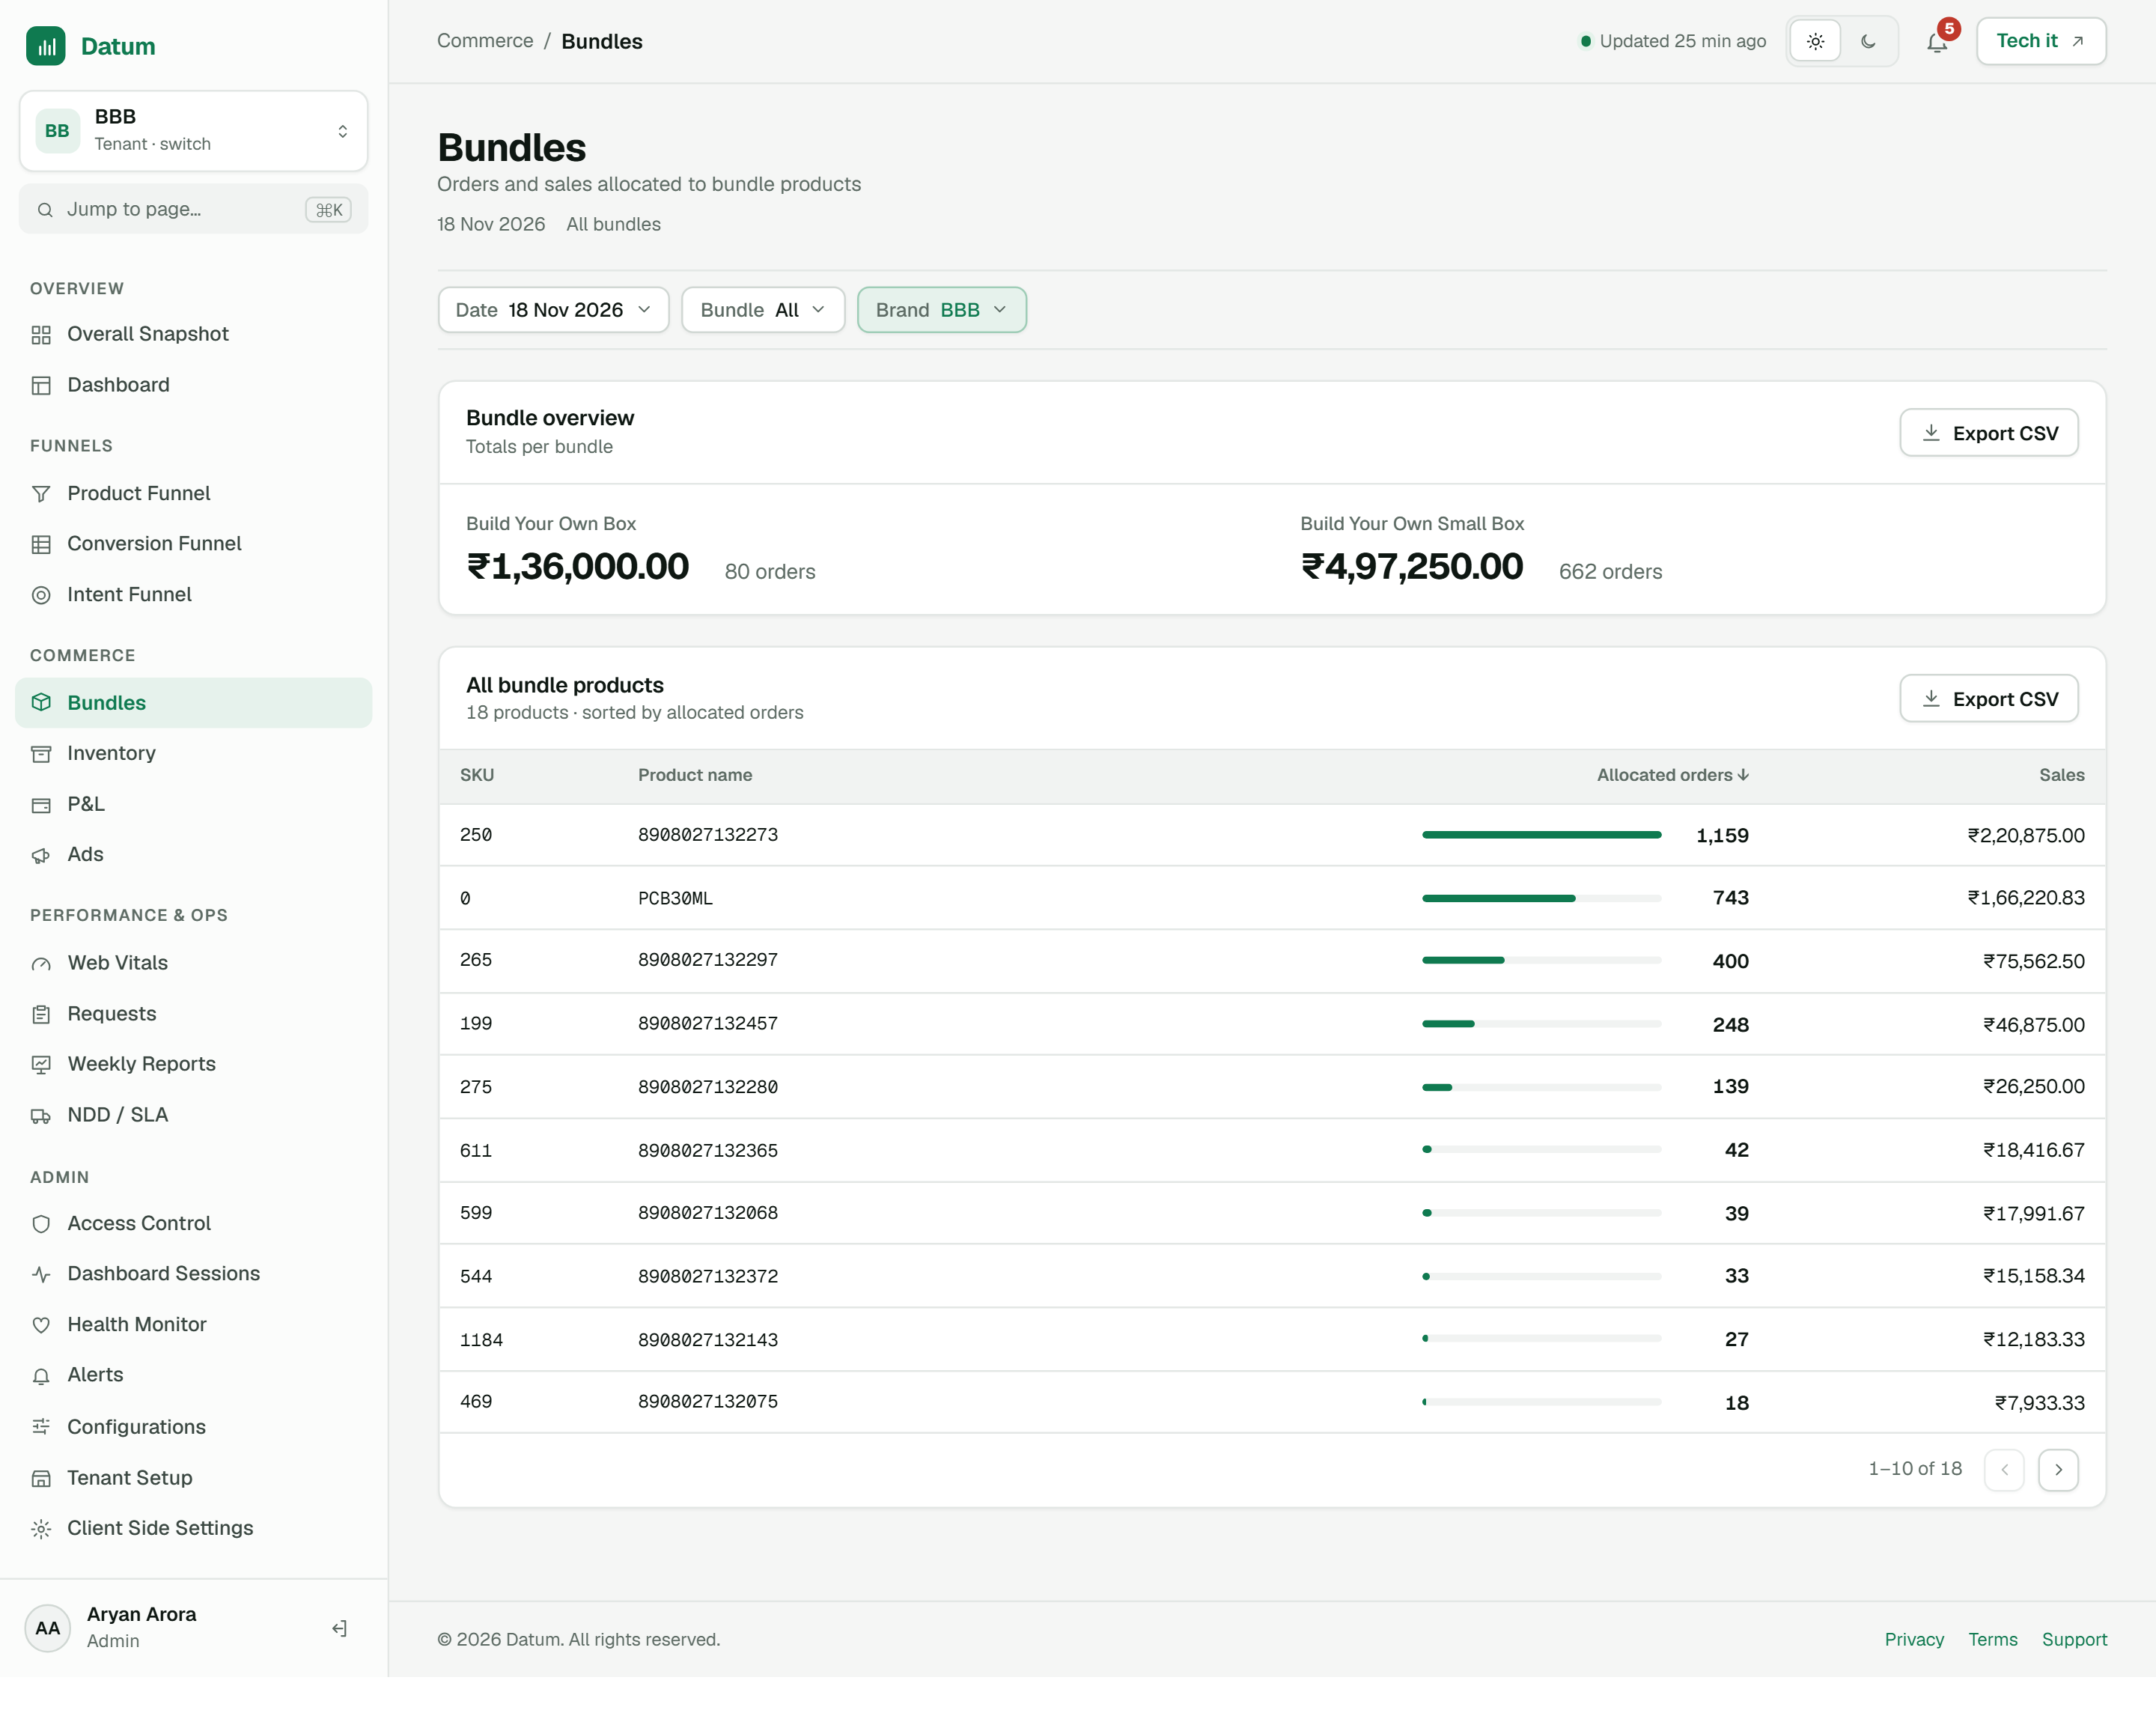 Datum
BB
BBB
Tenant · switch
Jump to page...
⌘K
OVERVIEW
Overall Snapshot
Dashboard
FUNNELS
Product Funnel
Conversion Funnel
Intent Funnel
COMMERCE
Bundles
Inventory
P&L
Ads
PERFORMANCE & OPS
Web Vitals
Requests
Weekly Reports
NDD / SLA
ADMIN
Access Control
Dashboard Sessions
Health Monitor
Alerts
Configurations
Tenant Setup
Client Side Settings
AA
Aryan Arora
Admin
Commerce / Bundles
Updated 25 min ago
5
Tech it
Bundles
Orders and sales allocated to bundle products
18 Nov 2026 All bundles
Date 18 Nov 2026
Bundle All
Brand BBB
Bundle overview
Totals per bundle
Export CSV
Build Your Own Box
₹1,36,000.00 80 orders
Build Your Own Small Box
₹4,97,250.00 662 orders
All bundle products
18 products · sorted by allocated orders
Export CSV
SKU Product name Allocated orders ↓ Sales
250 8908027132273 1,159 ₹2,20,875.00
0 PCB30ML 743 ₹1,66,220.83
265 8908027132297 400 ₹75,562.50
199 8908027132457 248 ₹46,875.00
275 8908027132280 139 ₹26,250.00
611 8908027132365 42 ₹18,416.67
599 8908027132068 39 ₹17,991.67
544 8908027132372 33 ₹15,158.34
1184 8908027132143 27 ₹12,183.33
469 8908027132075 18 ₹7,933.33
1–10 of 18
© 2026 Datum. All rights reserved.
Privacy Terms Support